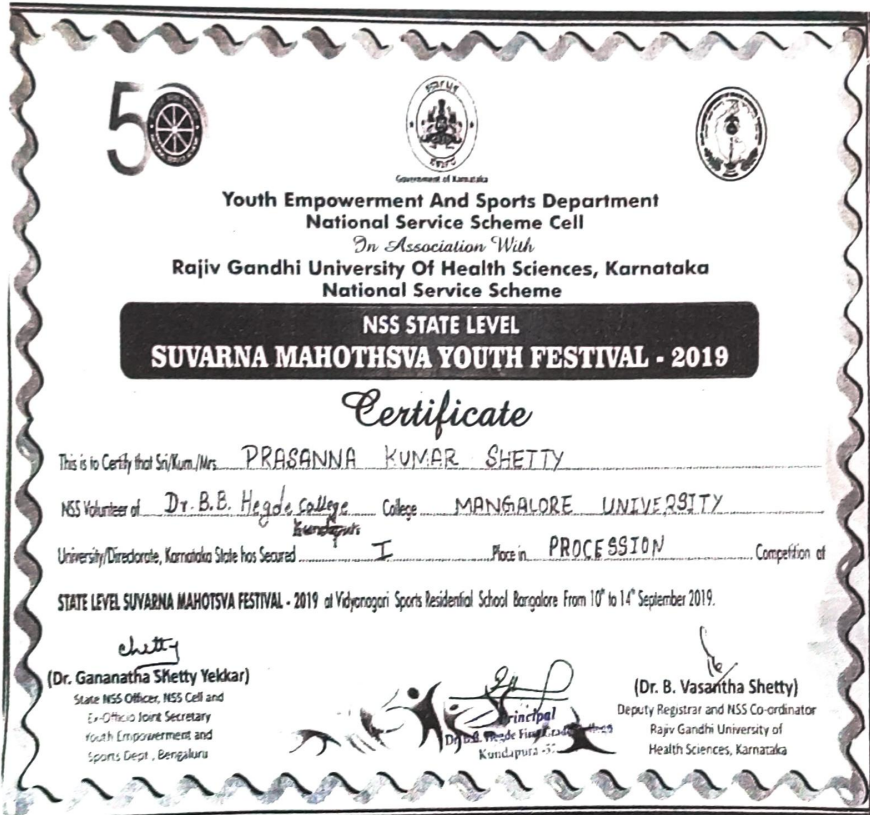 50
Government of Karnataka
Youth Empowerment And Sports Department
National Service Scheme Cell
In Association With
Rajiv Gandhi University Of Health Sciences, Karnataka
National Service Scheme
NSS STATE LEVEL
SUVARNA MAHOTHSVA YOUTH FESTIVAL - 2019
Certificate
This is to Certify that Sri/Kum./Mrs. PRASANNA KUMAR SHETTY
NSS Volunteer of Dr. B.B. Hegde College College MANGALORE UNIVERSITY
Kundapura
University/Directorate, Karnataka State has Secured I Place in PROCESSION Competition at
STATE LEVEL SUVARNA MAHOTSVA FESTIVAL - 2019 at Vidyanagari Sports Residential School Bangalore From 10th to 14th September 2019.
(Dr. Gananatha Shetty Yekkar)
State NSS Officer, NSS Cell and
Ex-Officio Joint Secretary
Youth Empowerment and
Sports Dept , Bengaluru
Principal
Dr. B.B. Hegde First Grade College
Kundapura
(Dr. B. Vasantha Shetty)
Deputy Registrar and NSS Co-ordinator
Rajiv Gandhi University of
Health Sciences, Karnataka